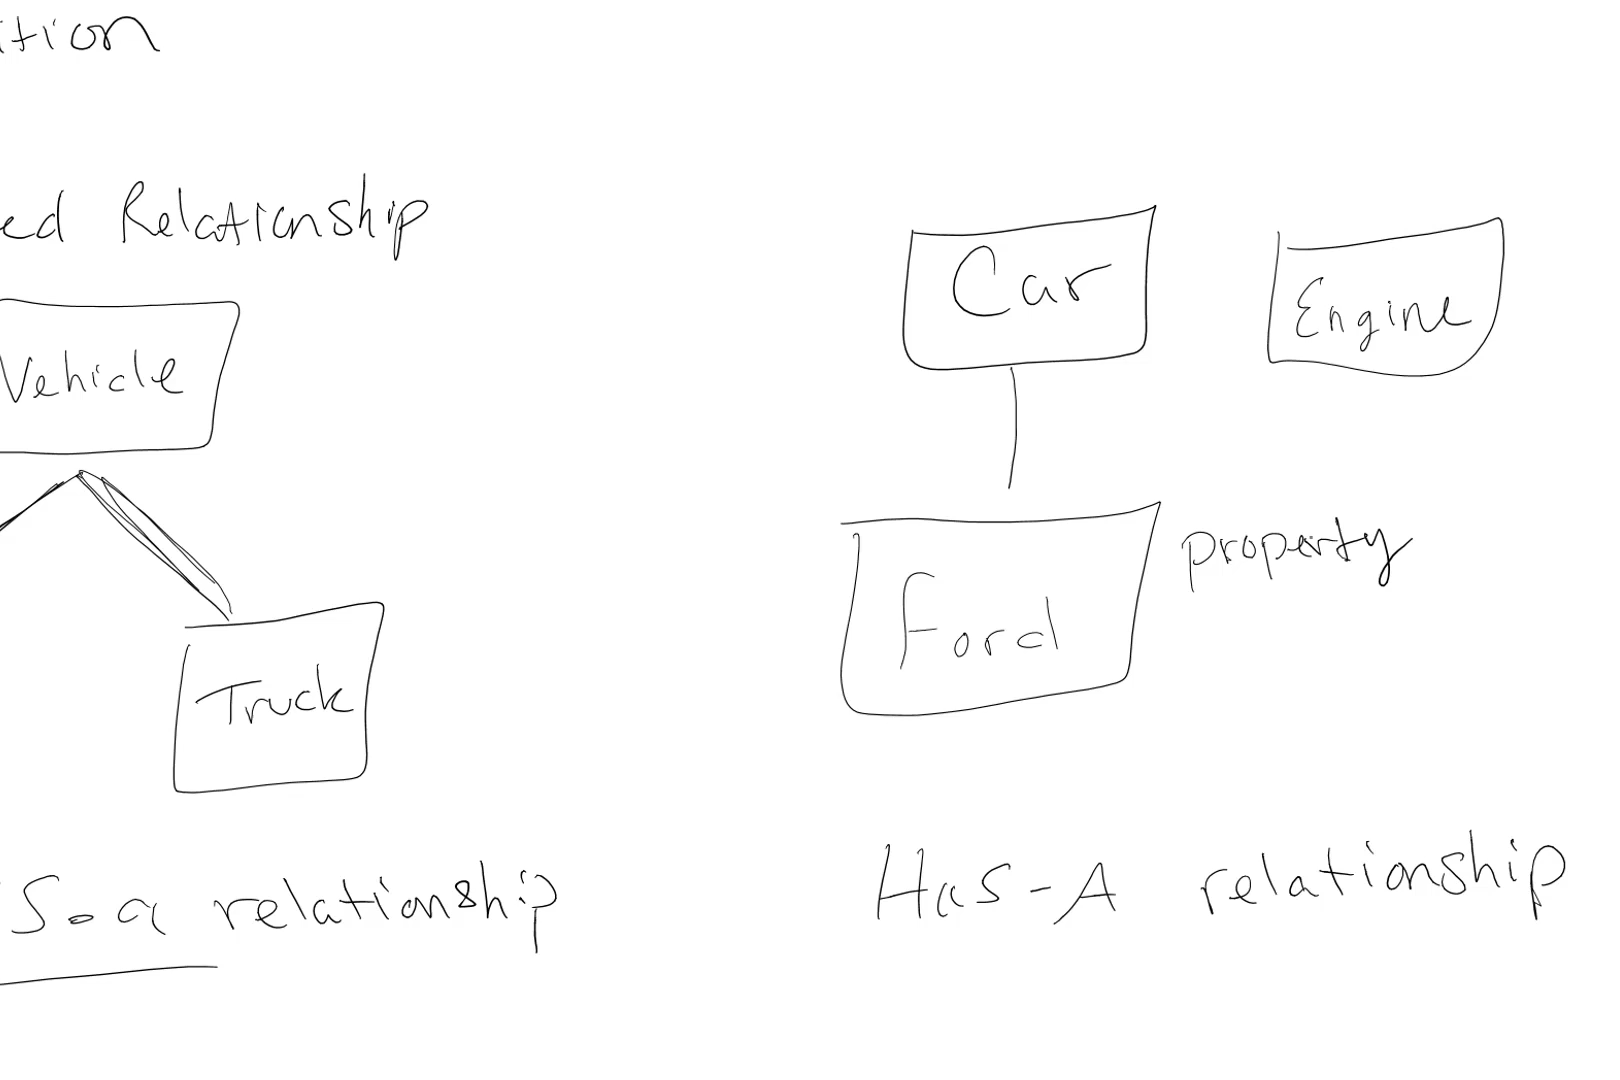 ition
ed Relationship
Vehicle
Truck
S-a relationship
Car
Engine
Ford
property
Has-A relationship